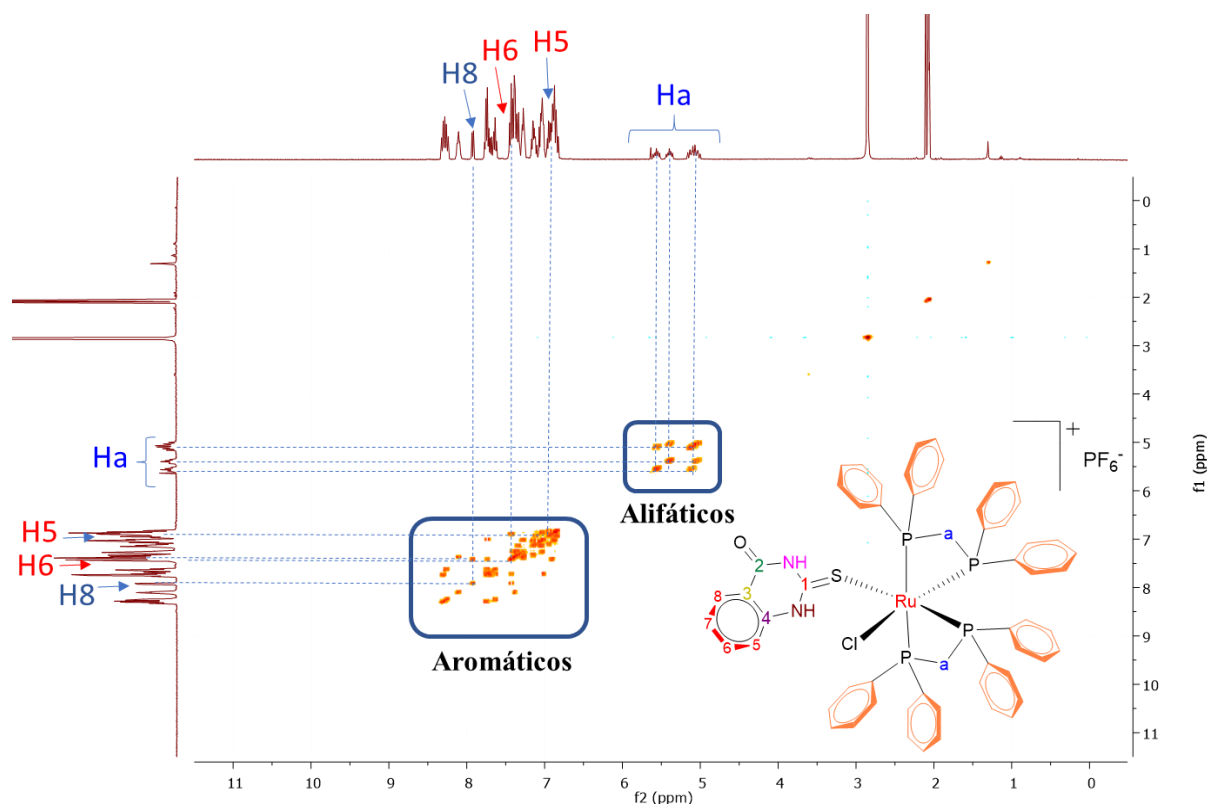 H5
H6
H8
Ha
0
1
2
3
4
5
6
7
8
9
10
11
f1 (ppm)
Ha
H5
H6
H8
Alifáticos
Aromáticos
+
PF6-
P
a
P
O
NH
2
S
1
3
8
NH
Ru
7
4
6
5
Cl
P
P
a
11
10
9
8
7
6
5
4
3
2
1
0
f2 (ppm)